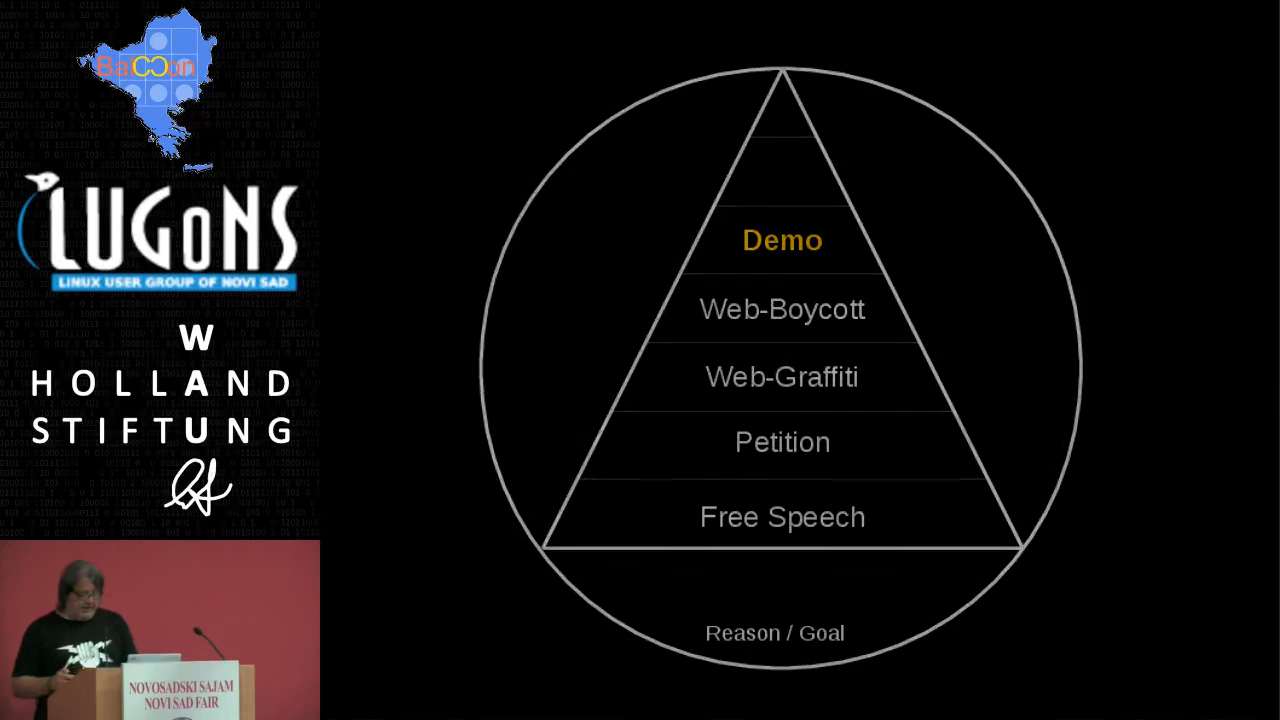 BalCCon
LUGoNS
LINUX USER GROUP OF NOVI SAD
W
HOLLAND
STIFTUNG
NOVOSADSKI SAJAM
NOVI SAD FAIR
Demo
Web-Boycott
Web-Graffiti
Petition
Free Speech
Reason / Goal